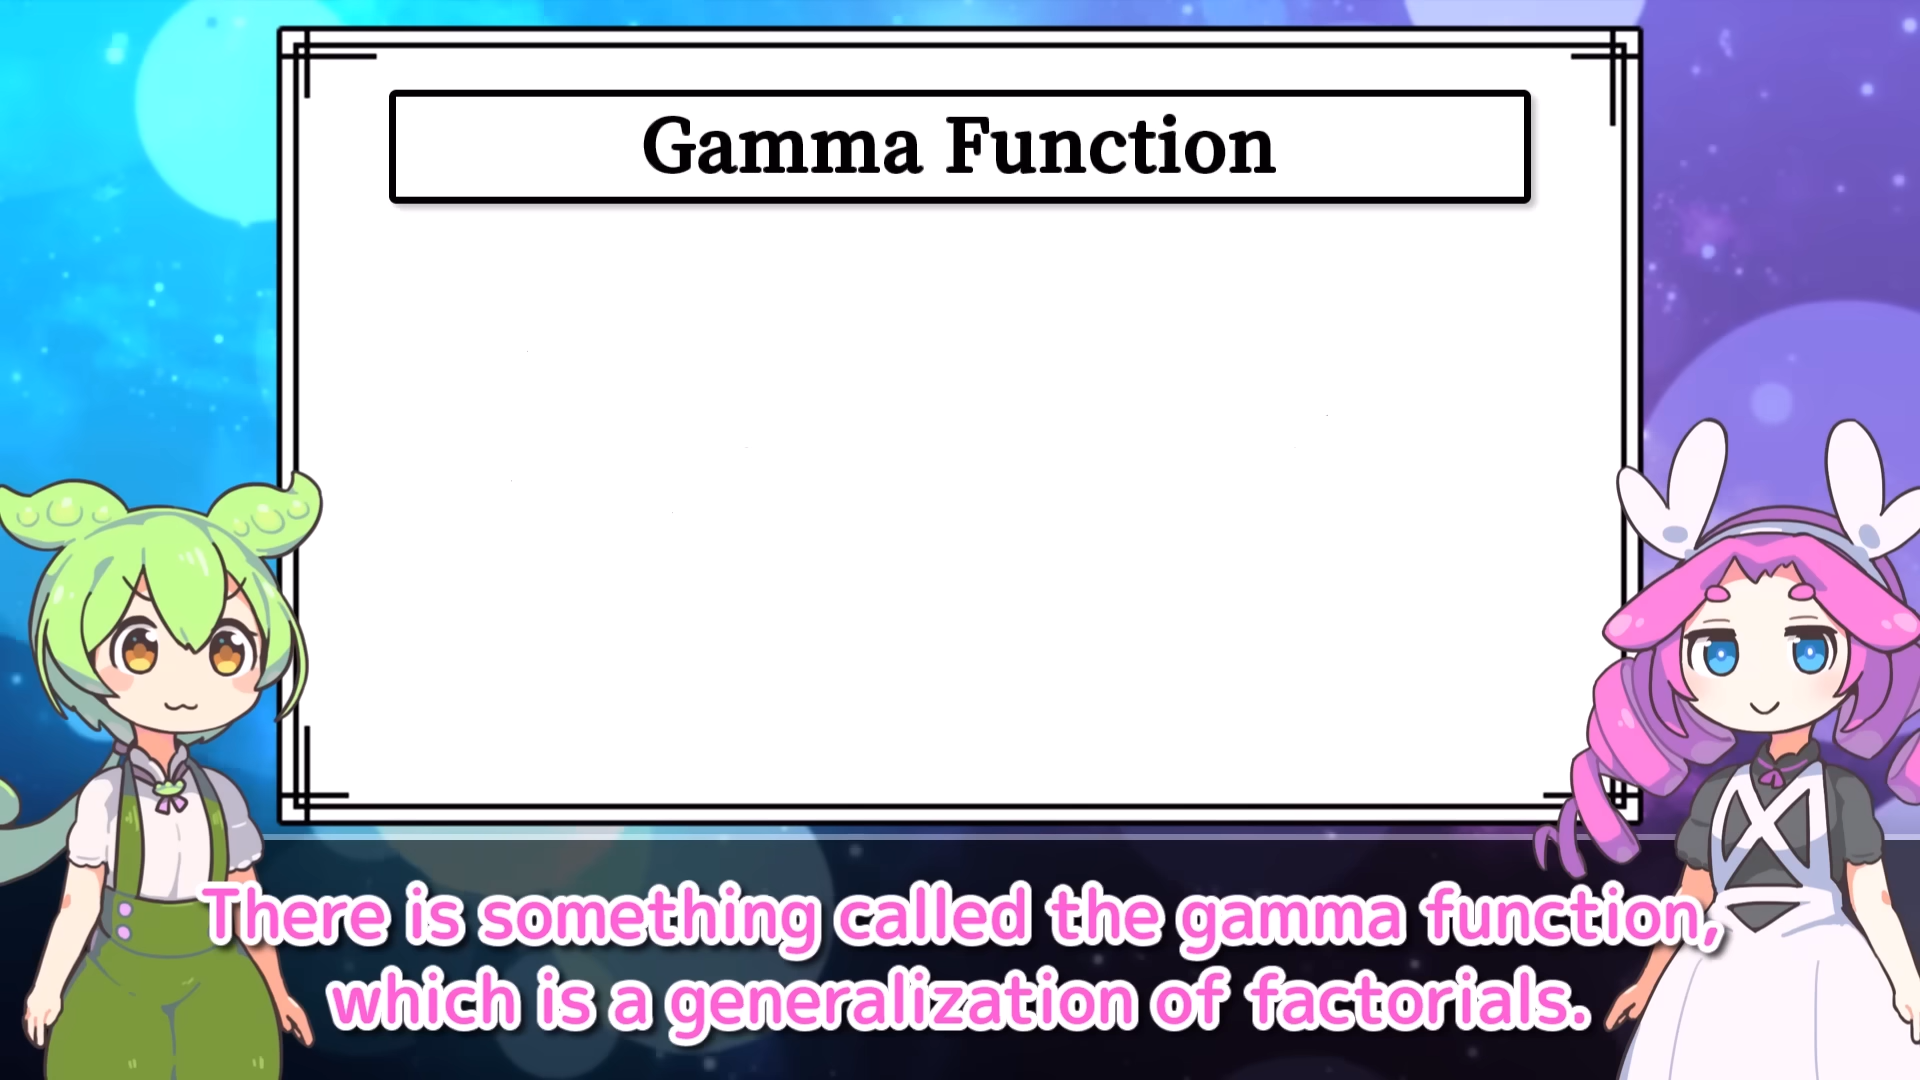 Gamma Function
There is something called the gamma function,
which is a generalization of factorials.